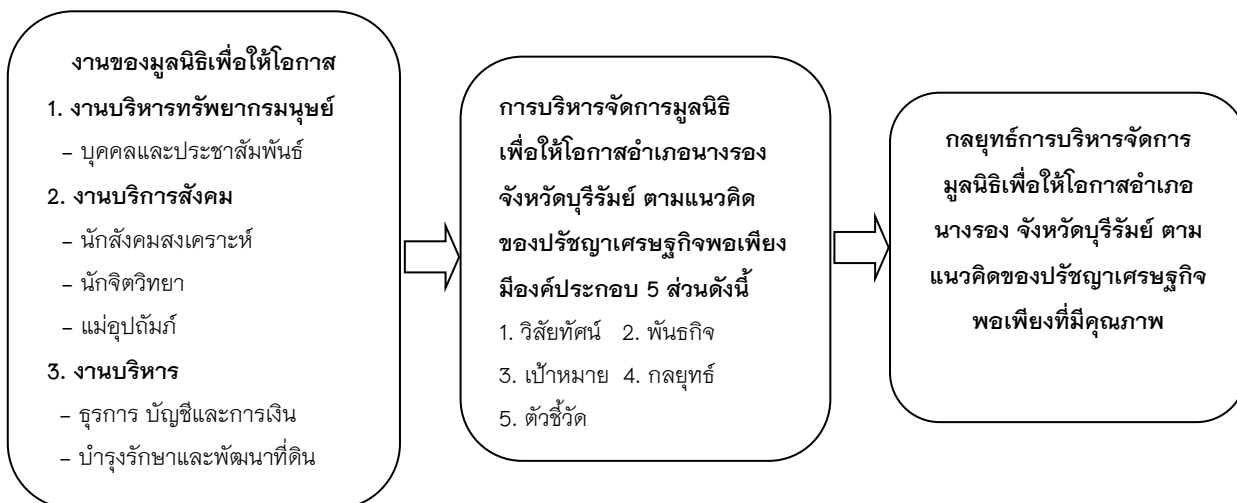 งานของมูลนิธิเพื่อให้โอกาส
1. งานบริหารทรัพยากรมนุษย์
– บุคคลและประชาสัมพันธ์
2. งานบริการสังคม
– นักสังคมสงเคราะห์
– นักจิตวิทยา
– แม่อุปถัมภ์
3. งานบริหาร
– ธุรการ บัญชีและการเงิน
– บำรุงรักษาและพัฒนาที่ดิน
การบริหารจัดการมูลนิธิ
เพื่อให้โอกาสอำเภอนางรอง
จังหวัดบุรีรัมย์ ตามแนวคิด
ของปรัชญาเศรษฐกิจพอเพียง
มีองค์ประกอบ 5 ส่วนดังนี้
1. วิสัยทัศน์ 2. พันธกิจ
3. เป้าหมาย 4. กลยุทธ์
5. ตัวชี้วัด
กลยุทธ์การบริหารจัดการ
มูลนิธิเพื่อให้โอกาสอำเภอ
นางรอง จังหวัดบุรีรัมย์ ตาม
แนวคิดของปรัชญาเศรษฐกิจ
พอเพียงที่มีคุณภาพ